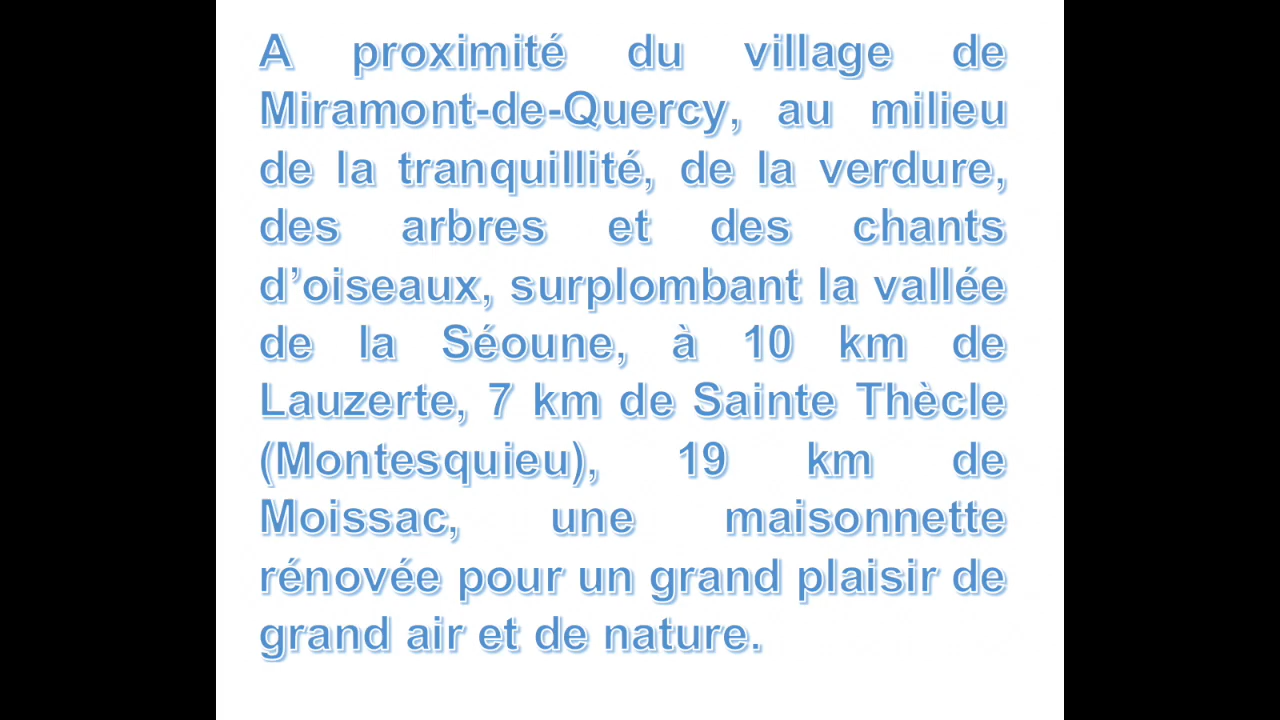 A proximité du village de
Miramont-de-Quercy, au milieu
de la tranquillité, de la verdure,
des arbres et des chants
d’oiseaux, surplombant la vallée
de la Séoune, à 10 km de
Lauzerte, 7 km de Sainte Thècle
(Montesquieu), 19 km de
Moissac, une maisonnette
rénovée pour un grand plaisir de
grand air et de nature.